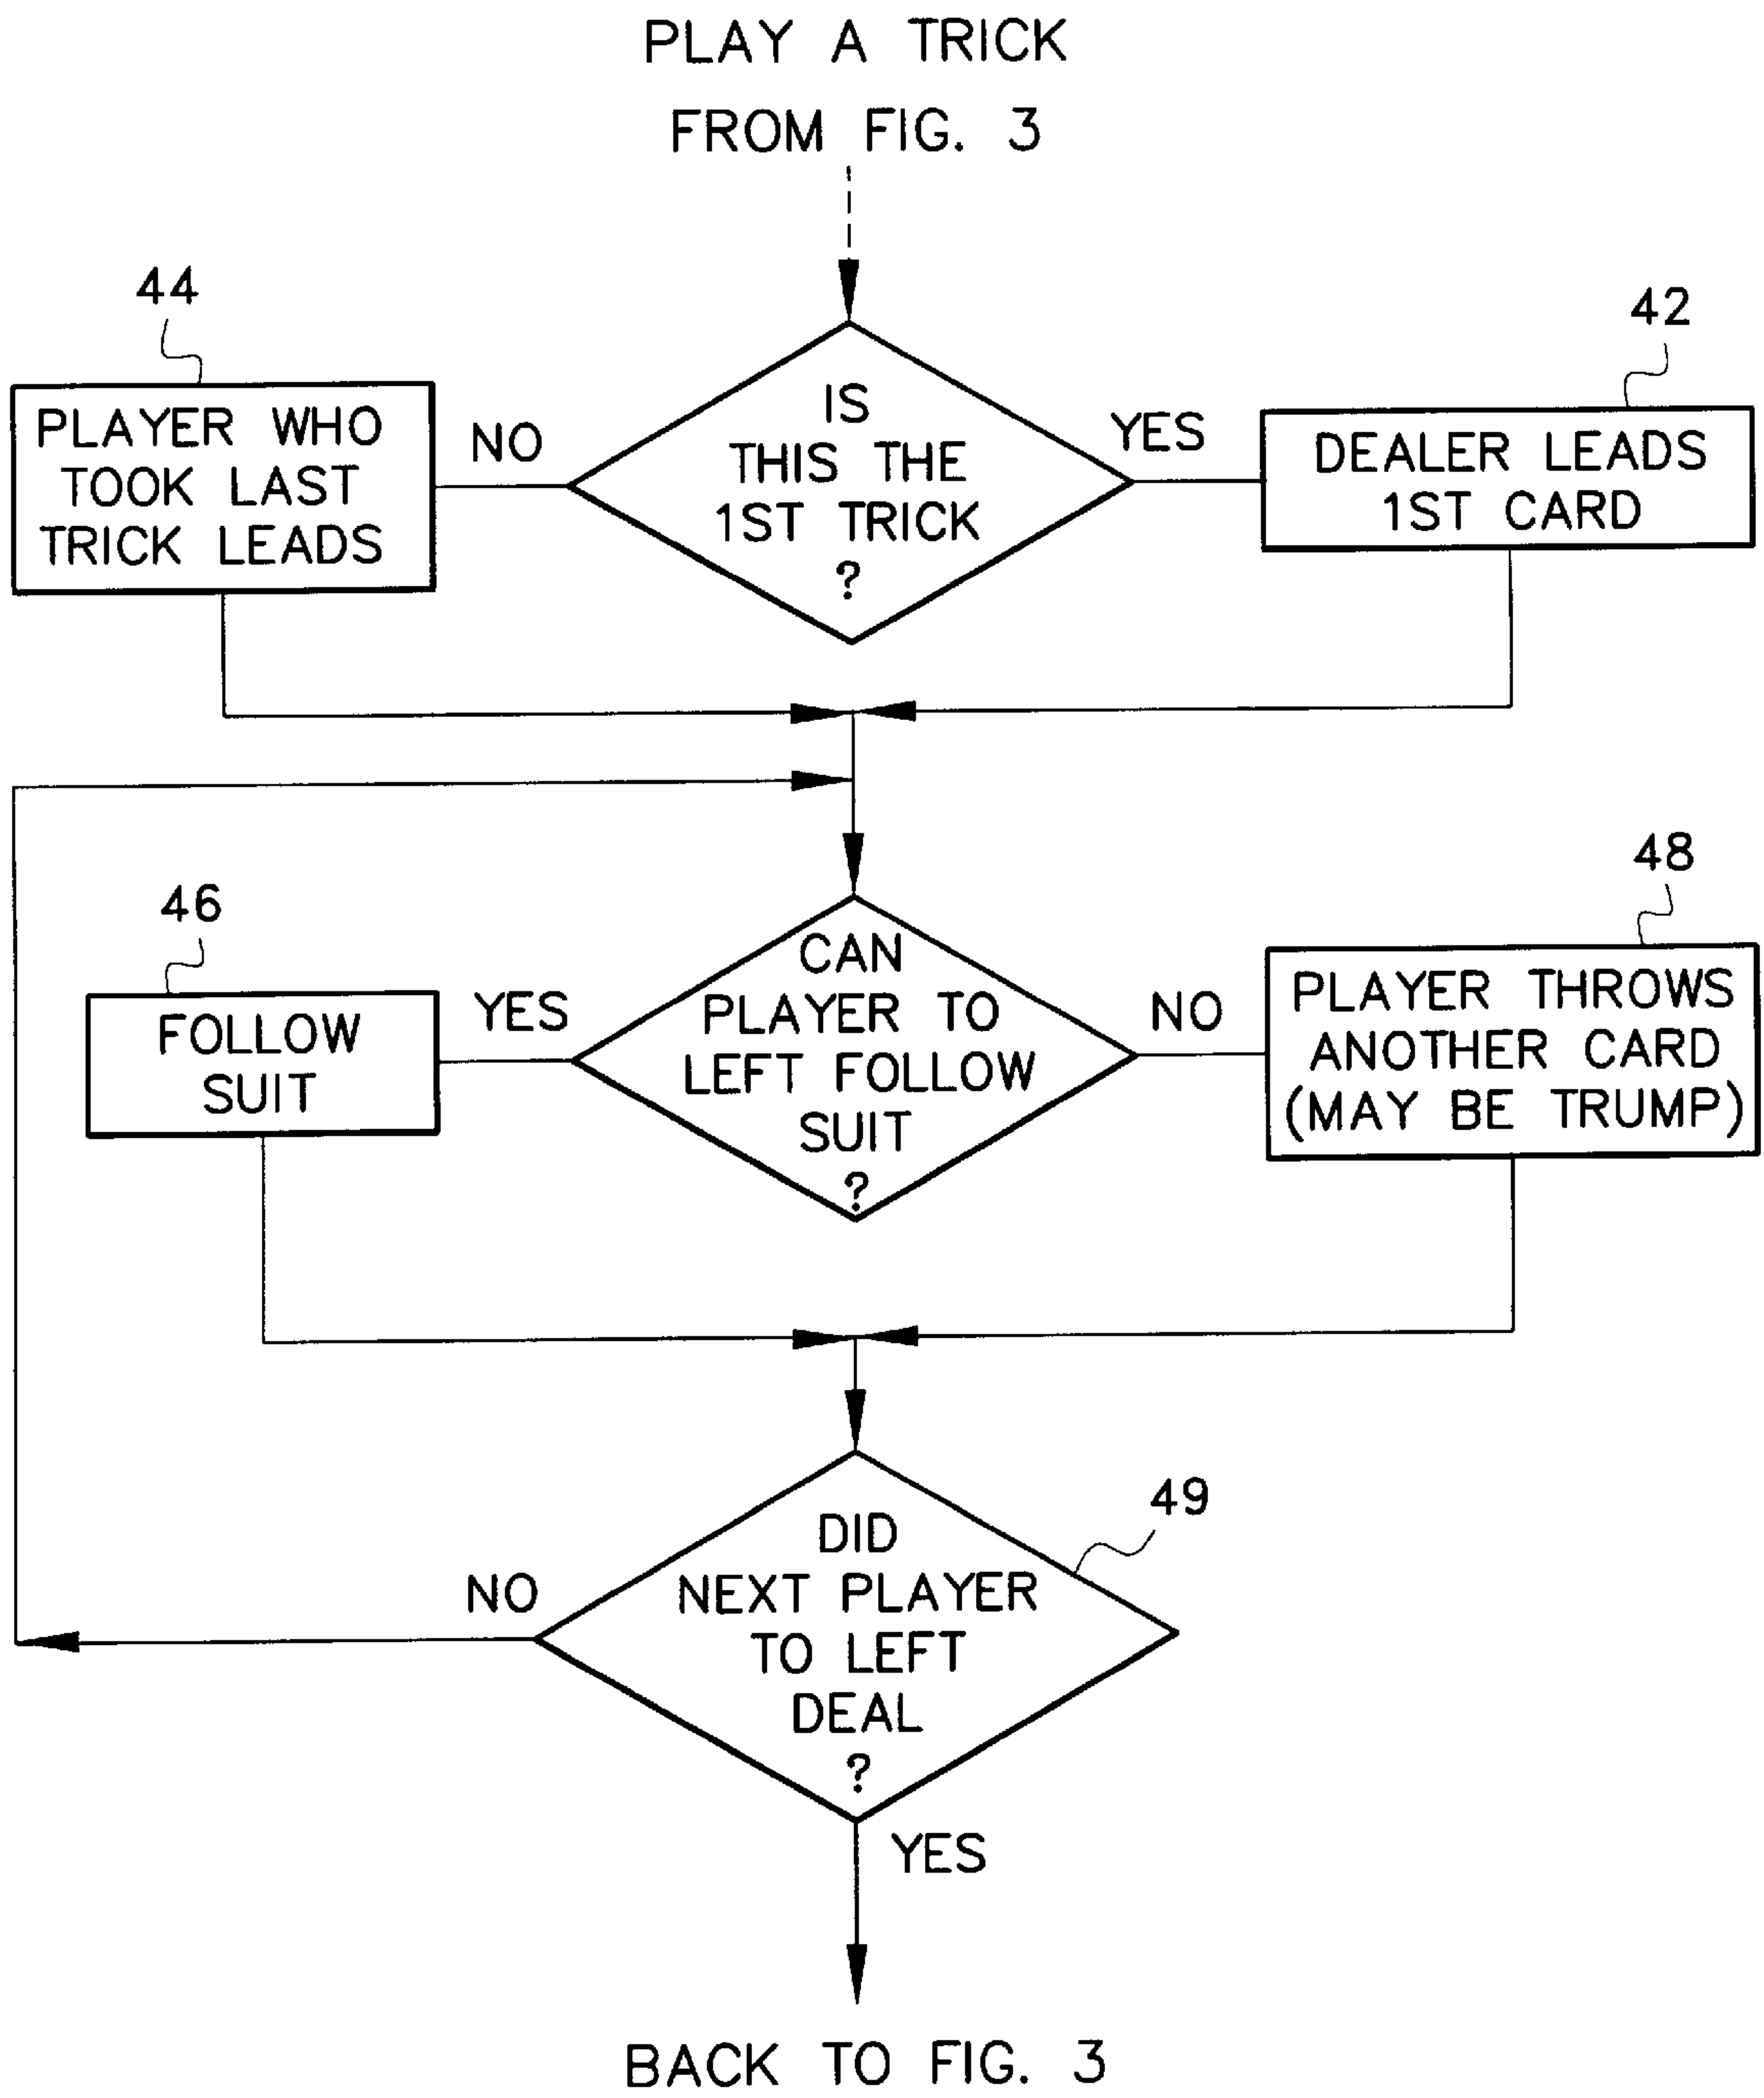 PLAY A TRICK
FROM FIG. 3
44
42
PLAYER WHO
TOOK LAST
TRICK LEADS
NO
IS
THIS THE
1ST TRICK
?
YES
DEALER LEADS
1ST CARD
46
48
FOLLOW
SUIT
YES
CAN
PLAYER TO
LEFT FOLLOW
SUIT
?
NO
PLAYER THROWS
ANOTHER CARD
(MAY BE TRUMP)
49
NO
DID
NEXT PLAYER
TO LEFT
DEAL
?
YES
BACK TO FIG. 3